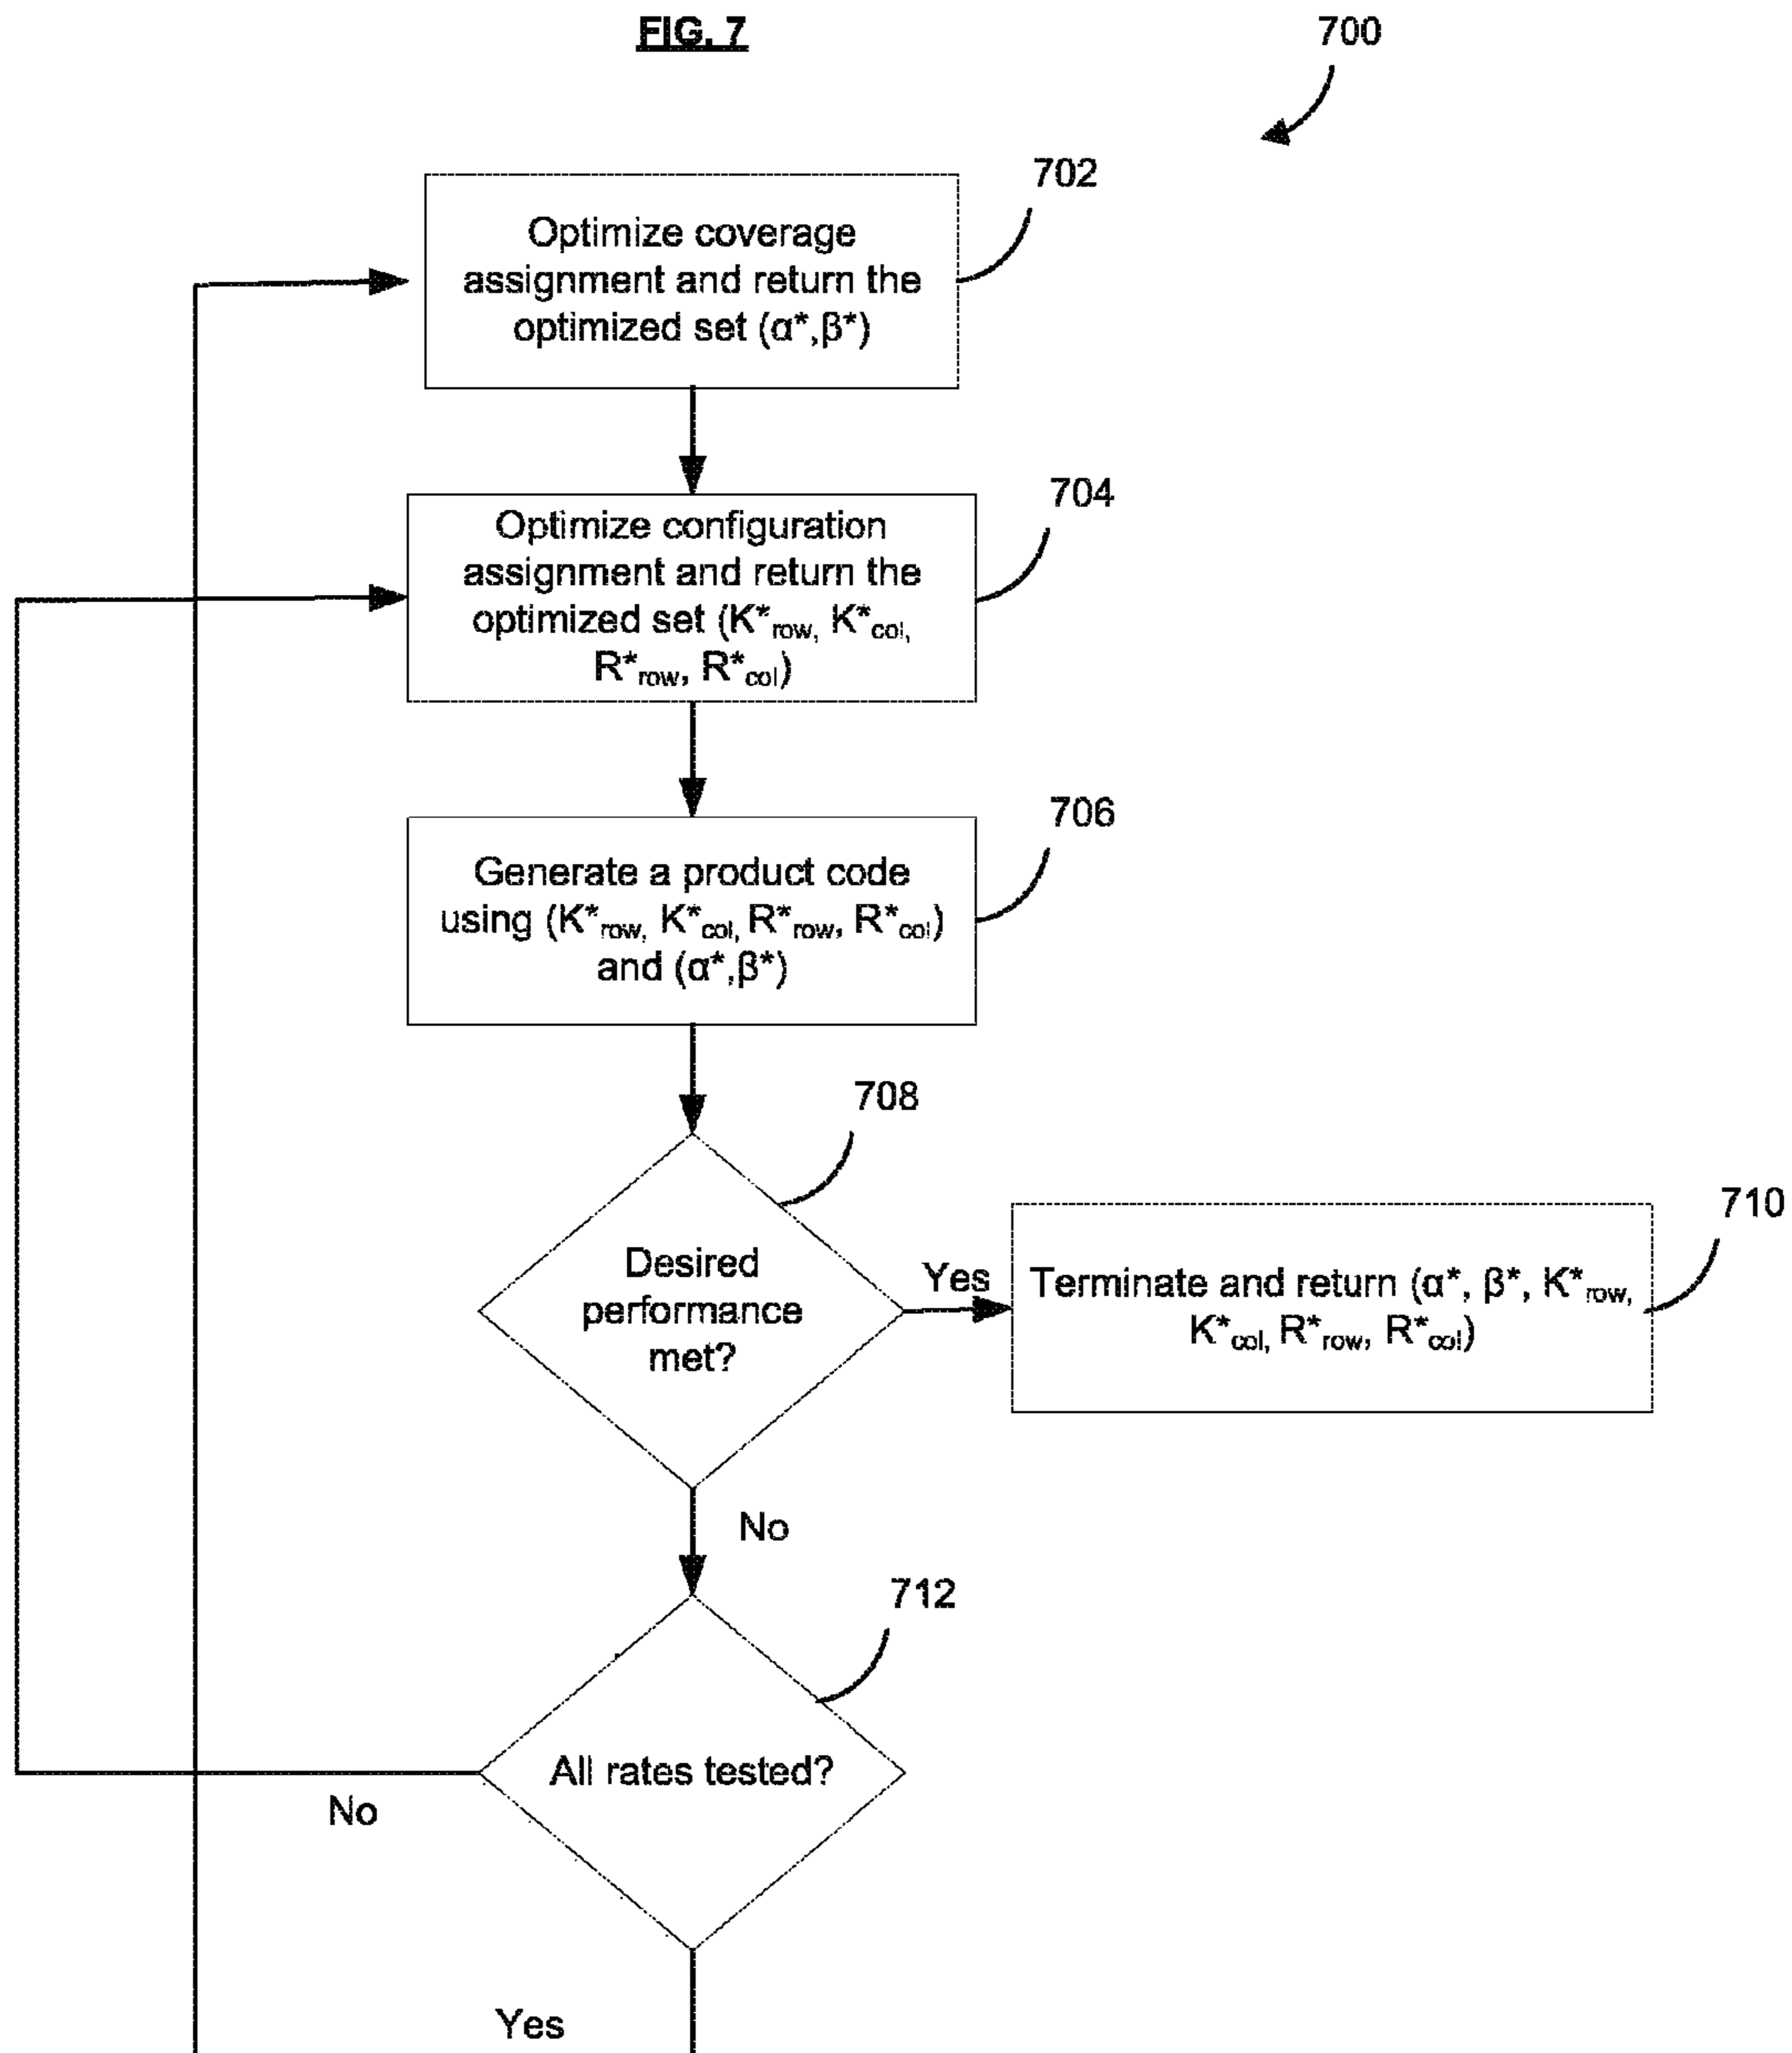 FIG. 7
700
702
Optimize coverage
assignment and return the
optimized set (α*,β*)
704
Optimize configuration
assignment and return the
optimized set (K*row, K*col,
R*row, R*col)
706
Generate a product code
using (K*row, K*col, R*row, R*col)
and (α*,β*)
708
Desired
performance
met?
Yes
710
Terminate and return (α*, β*, K*row,
K*col, R*row, R*col)
No
712
All rates tested?
No
Yes